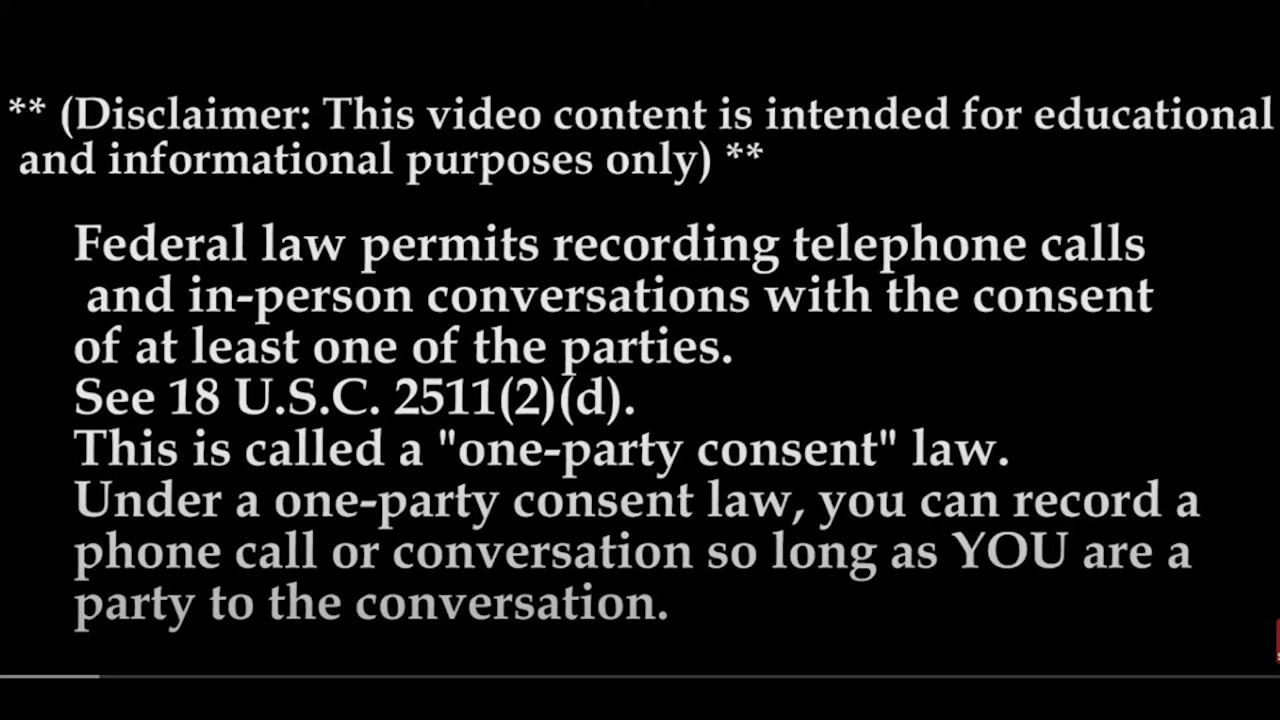 ** (Disclaimer: This video content is intended for educational
and informational purposes only) **
Federal law permits recording telephone calls
and in-person conversations with the consent
of at least one of the parties.
See 18 U.S.C. 2511(2)(d).
This is called a "one-party consent" law.
Under a one-party consent law, you can record a
phone call or conversation so long as YOU are a
party to the conversation.